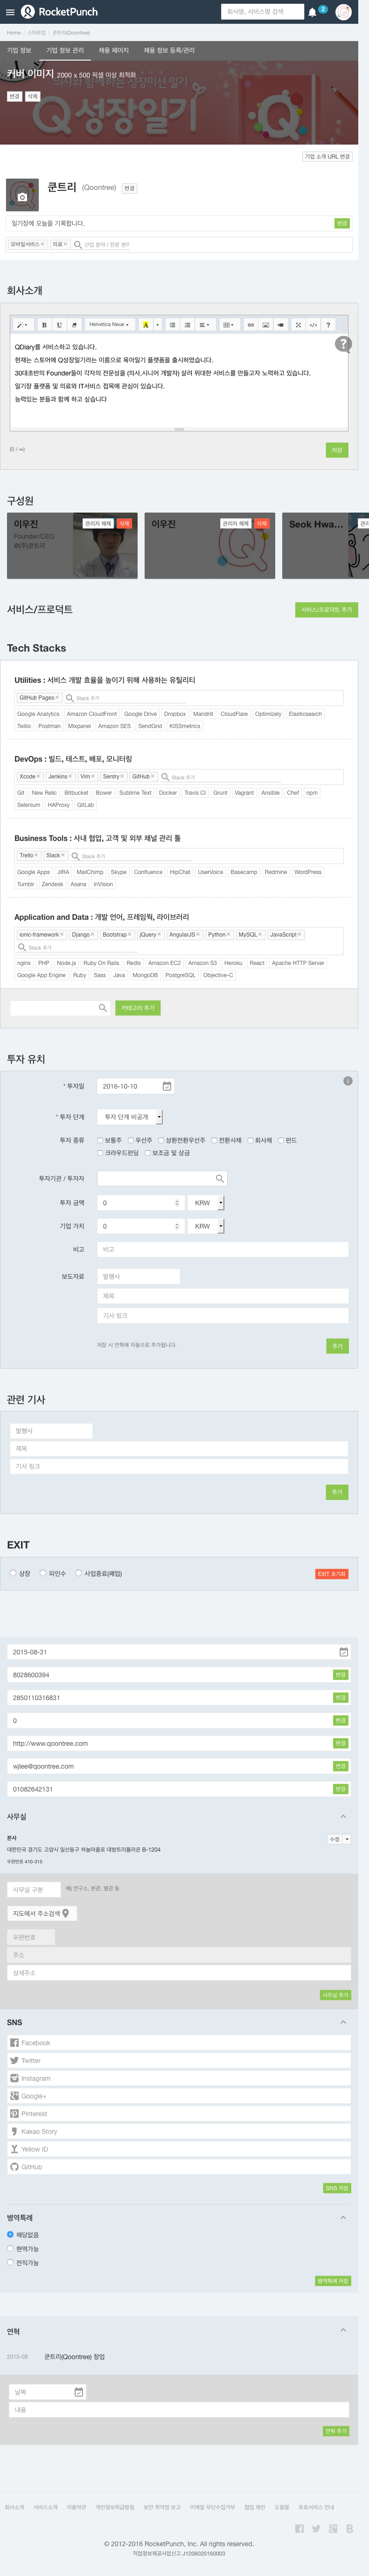 RocketPunch
회사명, 서비스명 검색
2
Home / 스타트업 / 쿤트리(Qoontree)
기업 정보 기업 정보 관리 채용 페이지 채용 정보 등록/관리
커버 이미지 2000 x 500 픽셀 이상 최적화
변경 삭제
Q성장일기
기업 소개 URL 변경
쿤트리 (Qoontree) 변경
일기장에 오늘을 기록합니다. 변경
모바일서비스 × 의료 × 산업 분야 / 전문 분야
회사소개
Helvetica Neue
QDiary를 서비스하고 있습니다.
현재는 스토어에 Q성장일기라는 이름으로 육아일기 플랫폼을 출시하였습니다.
30대초반의 Founder들이 각자의 전문성을 (의사,시니어 개발자) 살려 위대한 서비스를 만들고자 노력하고 있습니다.
일기장 플랫폼 및 의료와 IT서비스 접목에 관심이 있습니다.
능력있는 분들과 함께 하고 싶습니다
(0 / ∞) 저장
구성원
이우진 관리자 해제 삭제
Founder/CEO
@(주)쿤트리
이우진 관리자 해제 삭제
Seok Hwa... 관리
서비스/프로덕트 서비스/프로덕트 추가
Tech Stacks
Utilities : 서비스 개발 효율을 높이기 위해 사용하는 유틸리티
GitHub Pages × Stack 추가
Google Analytics Amazon CloudFront Google Drive Dropbox Mandrill CloudFlare Optimizely Elasticsearch
Twilio Postman Mixpanel Amazon SES SendGrid KISSmetrics
DevOps : 빌드, 테스트, 배포, 모니터링
Xcode × Jenkins × Vim × Sentry × GitHub × Stack 추가
Git New Relic Bitbucket Bower Sublime Text Docker Travis CI Grunt Vagrant Ansible Chef npm
Selenium HAProxy GitLab
Business Tools : 사내 협업, 고객 및 외부 채널 관리 툴
Trello × Slack × Stack 추가
Google Apps JIRA MailChimp Skype Confluence HipChat UserVoice Basecamp Redmine WordPress
Tumblr Zendesk Asana InVision
Application and Data : 개발 언어, 프레임웍, 라이브러리
ionic-framework × Django × Bootstrap × jQuery × AngularJS × Python × MySQL × JavaScript ×
Stack 추가
nginx PHP Node.js Ruby On Rails Redis Amazon EC2 Amazon S3 Heroku React Apache HTTP Server
Google App Engine Ruby Sass Java MongoDB PostgreSQL Objective-C
카테고리 추가
투자 유치
* 투자일 2016-10-10
* 투자 단계 투자 단계 비공개
투자 종류 보통주 우선주 상환전환우선주 전환사채 회사채 펀드
크라우드펀딩 보조금 및 상금
투자기관 / 투자자
투자 금액 0 KRW
기업 가치 0 KRW
비고 비고
보도자료 발행사
제목
기사 링크
저장 시 연혁에 자동으로 추가됩니다. 추가
관련 기사
발행사
제목
기사 링크
추가
EXIT
상장 피인수 사업종료(폐업) EXIT 초기화
2015-08-31
8028600394 변경
2850110316831 변경
0 변경
http://www.qoontree.com 변경
wjlee@qoontree.com 변경
01082642131 변경
사무실
본사 수정
대한민국 경기도 고양시 일산동구 하늘마을로 대방트리플라온 B-1204
우편번호 410-315
사무실 구분 예) 연구소, 본관, 별관 등
지도에서 주소검색
우편번호
주소
상세주소
사무실 추가
SNS
Facebook
Twitter
Instagram
Google+
Pinterest
Kakao Story
Yellow ID
GitHub
SNS 저장
병역특례
해당없음
현역가능
전직가능
병역특례 저장
연혁
2015-08 쿤트리(Qoontree) 창업
날짜
내용
연혁 추가
회사소개 서비스소개 이용약관 개인정보취급방침 보안 취약점 보고 이메일 무단수집거부 협업 제안 도움말 유료서비스 안내
© 2012-2016 RocketPunch, Inc. All rights reserved.
직업정보제공사업신고 J1206020160003